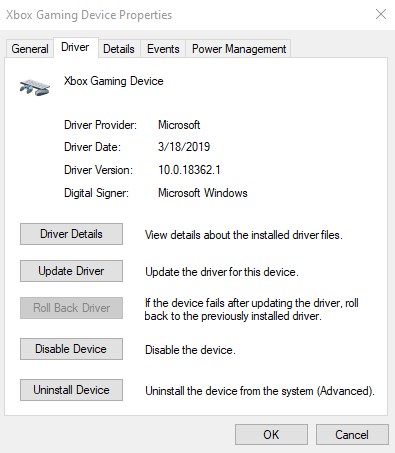 Xbox Gaming Device Properties
General Driver Details Events Power Management
Xbox Gaming Device
Driver Provider: Microsoft
Driver Date: 3/18/2019
Driver Version: 10.0.18362.1
Digital Signer: Microsoft Windows
Driver Details View details about the installed driver files.
Update Driver Update the driver for this device.
Roll Back Driver If the device fails after updating the driver, roll
back to the previously installed driver.
Disable Device Disable the device.
Uninstall Device Uninstall the device from the system (Advanced).
OK Cancel